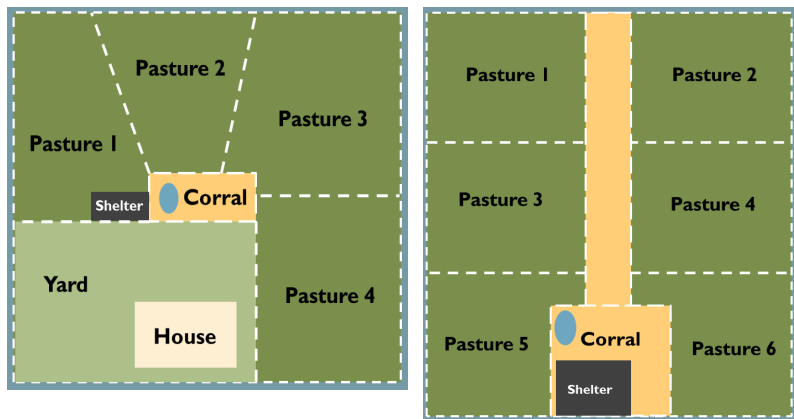 Pasture 2
Pasture 3
Pasture 1
Shelter
Corral
Yard
Pasture 4
House
Pasture 1
Pasture 2
Pasture 3
Pasture 4
Corral
Pasture 5
Pasture 6
Shelter